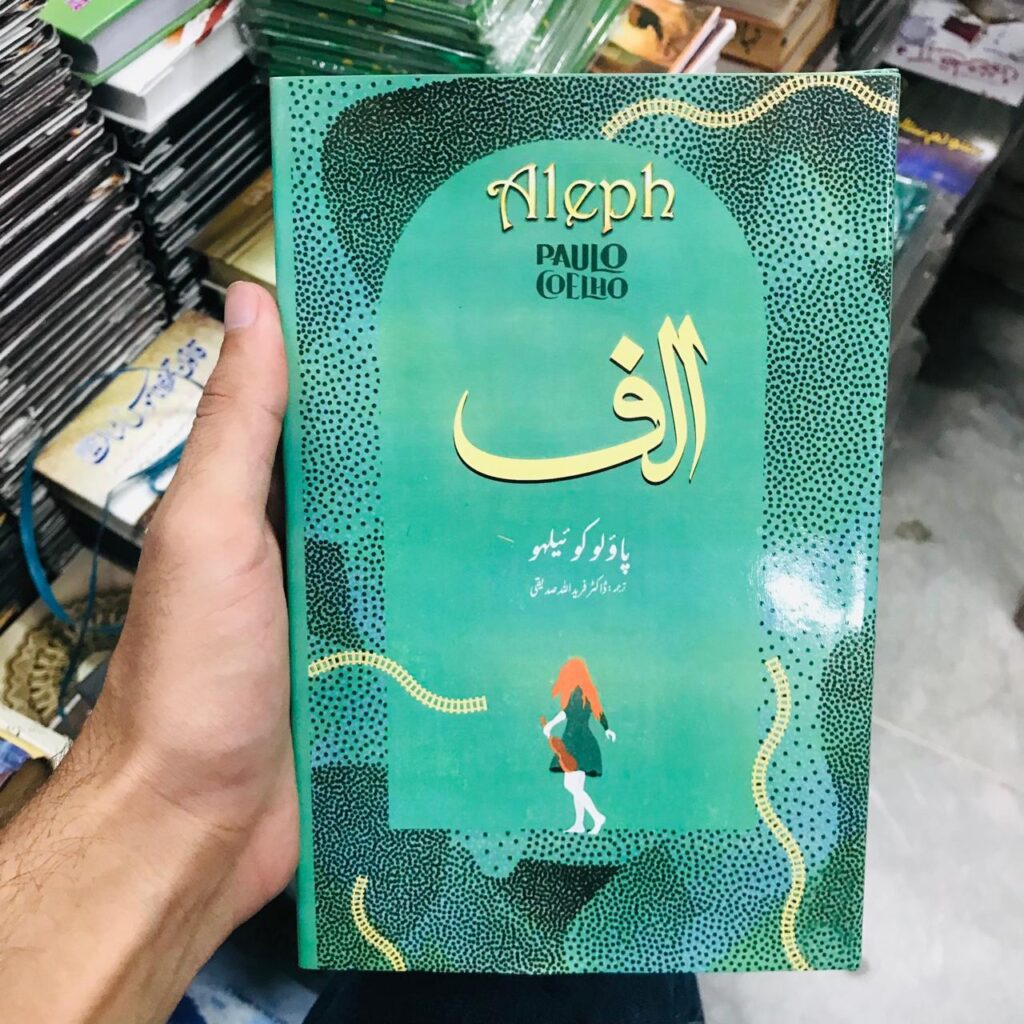 Aleph
PAULO
COELHO
الف
پاؤلو کوئیلہو
ترجمہ: ڈاکٹر فرید اللہ صدیقی